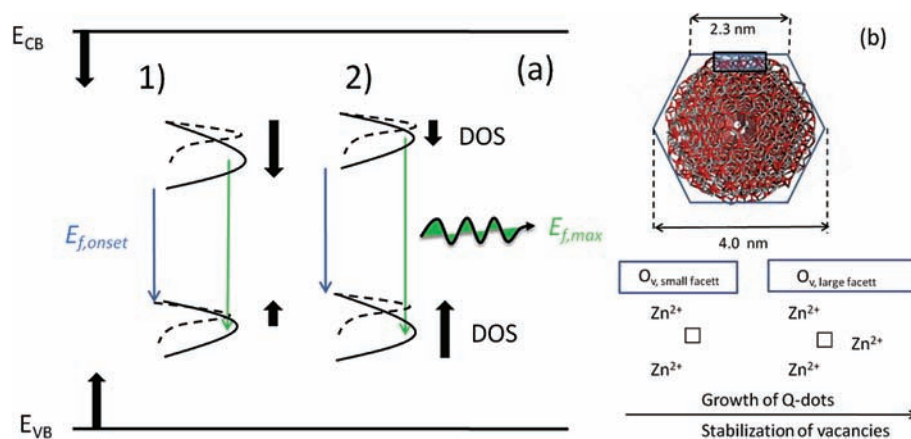 E_CB
1)
2)
(a)
DOS
E_f,onset
E_f,max
DOS
E_VB
2.3 nm
(b)
4.0 nm
O_v, small facett
O_v, large facett
Zn²⁺
Zn²⁺
Zn²⁺
Zn²⁺
Zn²⁺
Growth of Q-dots
Stabilization of vacancies